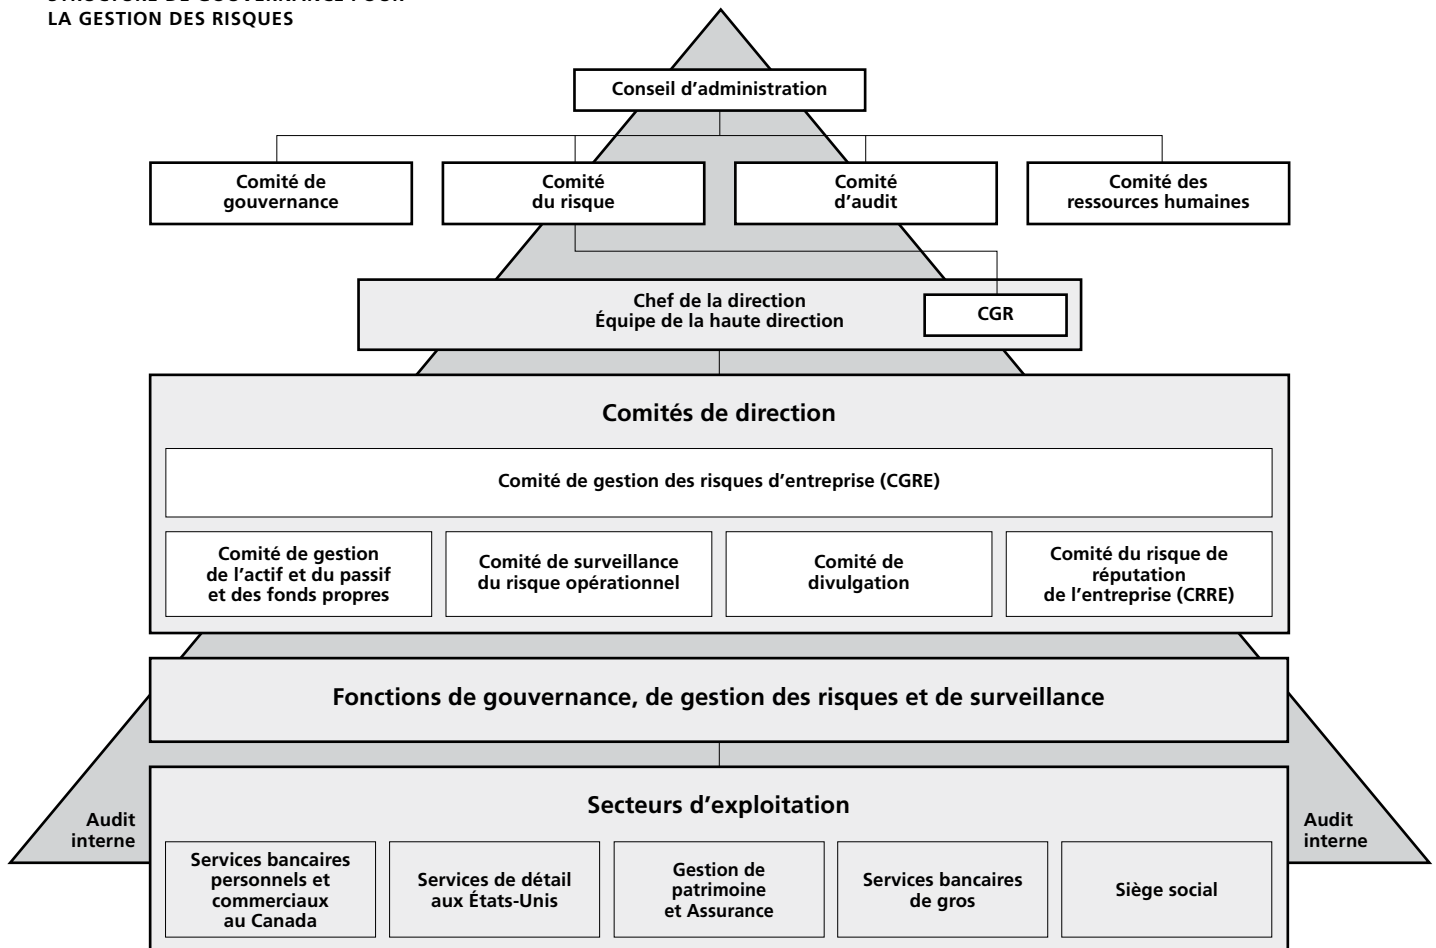 LA GESTION DES RISQUES
Conseil d'administration
Comité de
gouvernance
Comité
du risque
Comité
d'audit
Comité des
ressources humaines
Chef de la direction
Équipe de la haute direction
CGR
Comités de direction
Comité de gestion des risques d'entreprise (CGRE)
Comité de gestion
de l'actif et du passif
et des fonds propres
Comité de surveillance
du risque opérationnel
Comité de
divulgation
Comité du risque de
réputation
de l'entreprise (CRRE)
Fonctions de gouvernance, de gestion des risques et de surveillance
Audit
interne
Secteurs d'exploitation
Services bancaires
personnels et
commerciaux
au Canada
Services de détail
aux États-Unis
Gestion de
patrimoine
et Assurance
Services bancaires
de gros
Siège social
Audit
interne